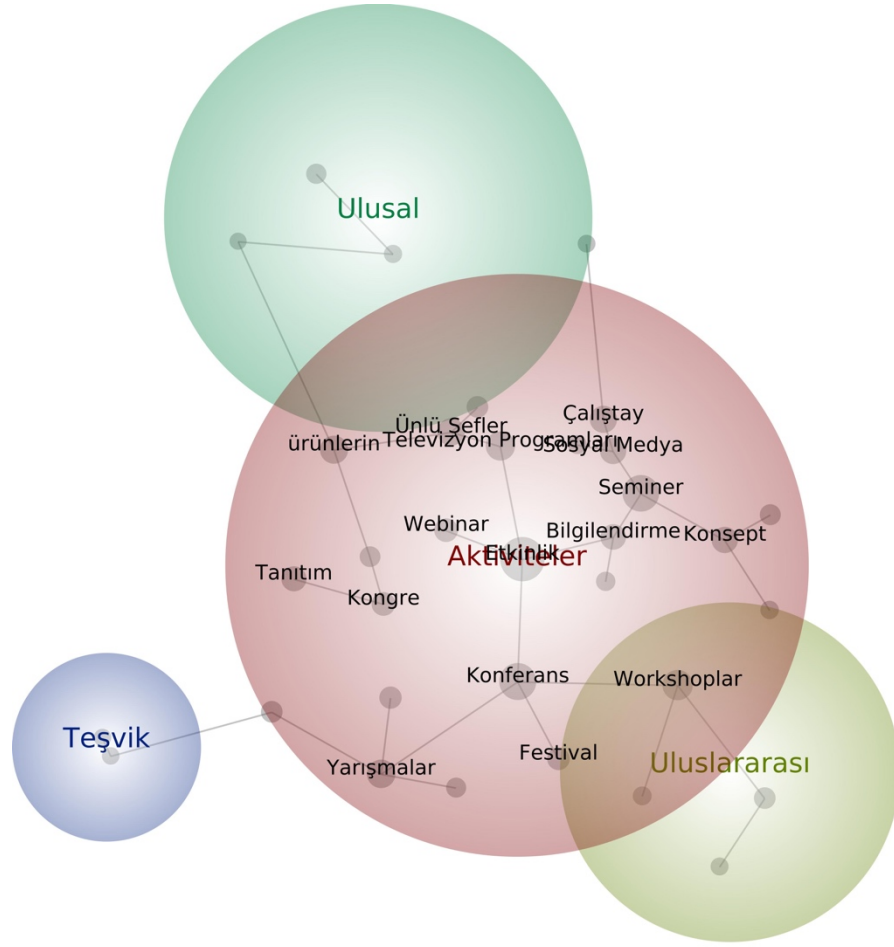 Ulusal
Çalıştay
Ünlü Şefler
Televizyon Programları
ürünlerin
Sosyal Medya
Seminer
Webinar
Bilgilendirme
Konsept
Etkinlik
Aktiviteler
Tanıtım
Kongre
Konferans
Workshoplar
Teşvik
Festival
Uluslararası
Yarışmalar